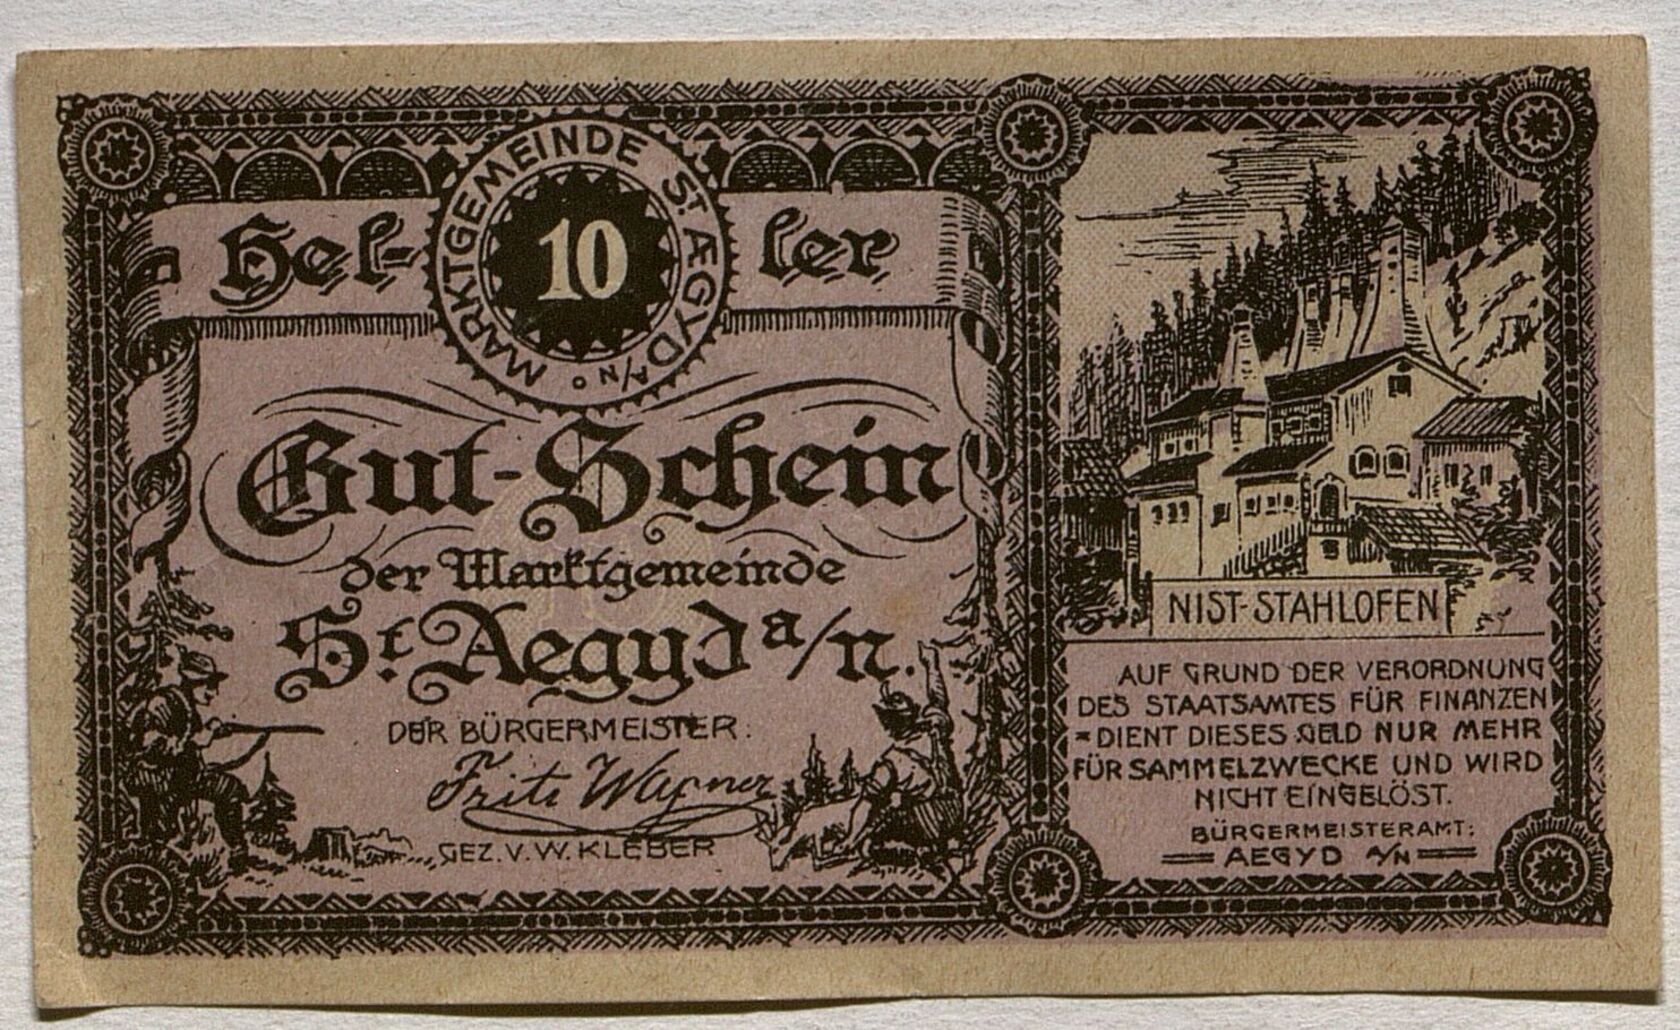 Hel- 10 ler
MARKTGEMEINDE ST. ÆGYD A/N
Gut-Schein
der Marktgemeinde
St. Aegyd a/n.
DER BÜRGERMEISTER:
Fritz Wagner
GEZ. V. W. KLEBER
NIST-STAHLOFEN
AUF GRUND DER VERORDNUNG
DES STAATSAMTES FÜR FINANZEN
=DIENT DIESES GELD NUR MEHR
FÜR SAMMELZWECKE UND WIRD
NICHT EINGELÖST.
BÜRGERMEISTERAMT:
AEGYD A/N